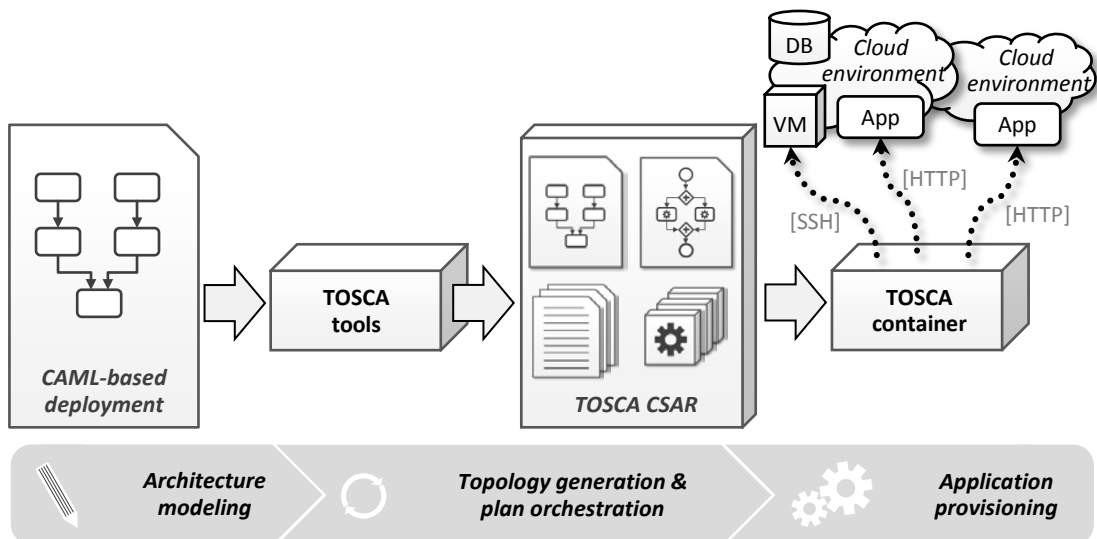 DB
Cloud
environment
Cloud
environment
VM
App
App
[HTTP]
[SSH]
[HTTP]
TOSCA
tools
TOSCA
container
CAML-based
deployment
TOSCA CSAR
Architecture
modeling
Topology generation &
plan orchestration
Application
provisioning